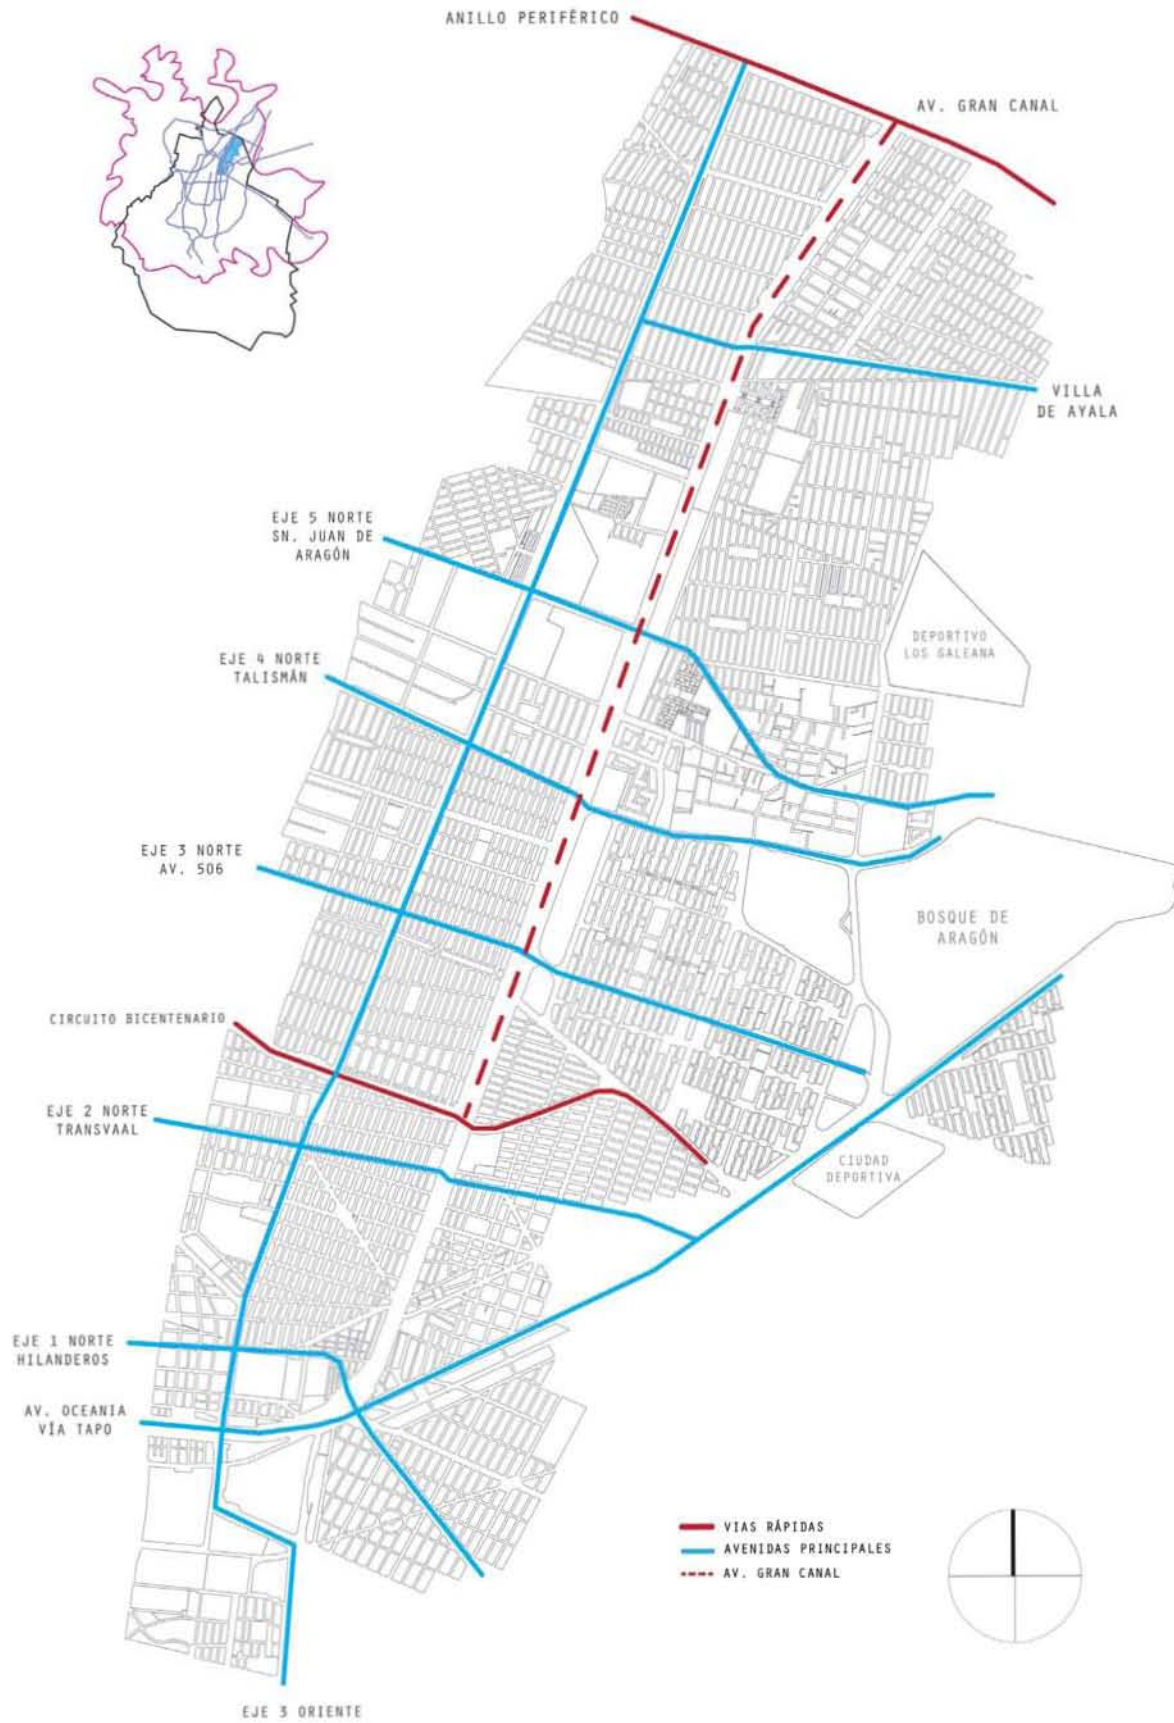 ANILLO PERIFÉRICO
AV. GRAN CANAL
VILLA
DE AYALA
EJE 5 NORTE
SN. JUAN DE
ARAGÓN
DEPORTIVO
LOS GALEANA
EJE 4 NORTE
TALISMÁN
EJE 3 NORTE
AV. 506
BOSQUE DE
ARAGÓN
CIRCUITO BICENTENARIO
EJE 2 NORTE
TRANSVAAL
CIUDAD
DEPORTIVA
EJE 1 NORTE
HILANDEROS
AV. OCEANIA
VÍA TAPO
VIAS RÁPIDAS
AVENIDAS PRINCIPALES
AV. GRAN CANAL
EJE 3 ORIENTE